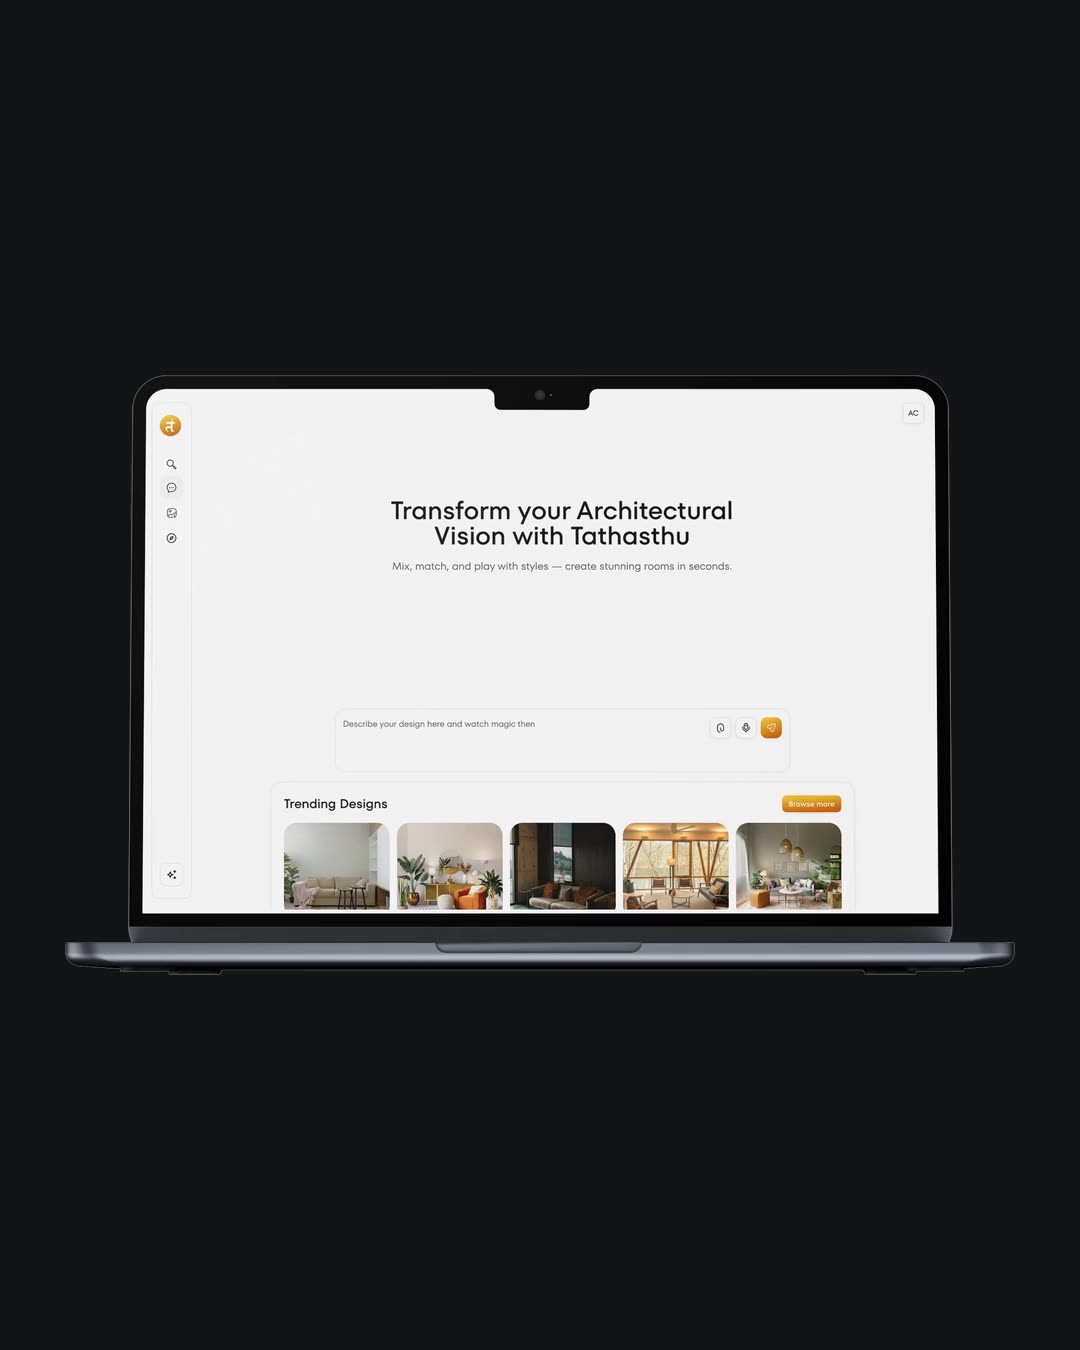 त
AC
Transform your Architectural
Vision with Tathasthu
Mix, match, and play with styles — create stunning rooms in seconds.
Describe your design here and watch magic then
Trending Designs
Browse more